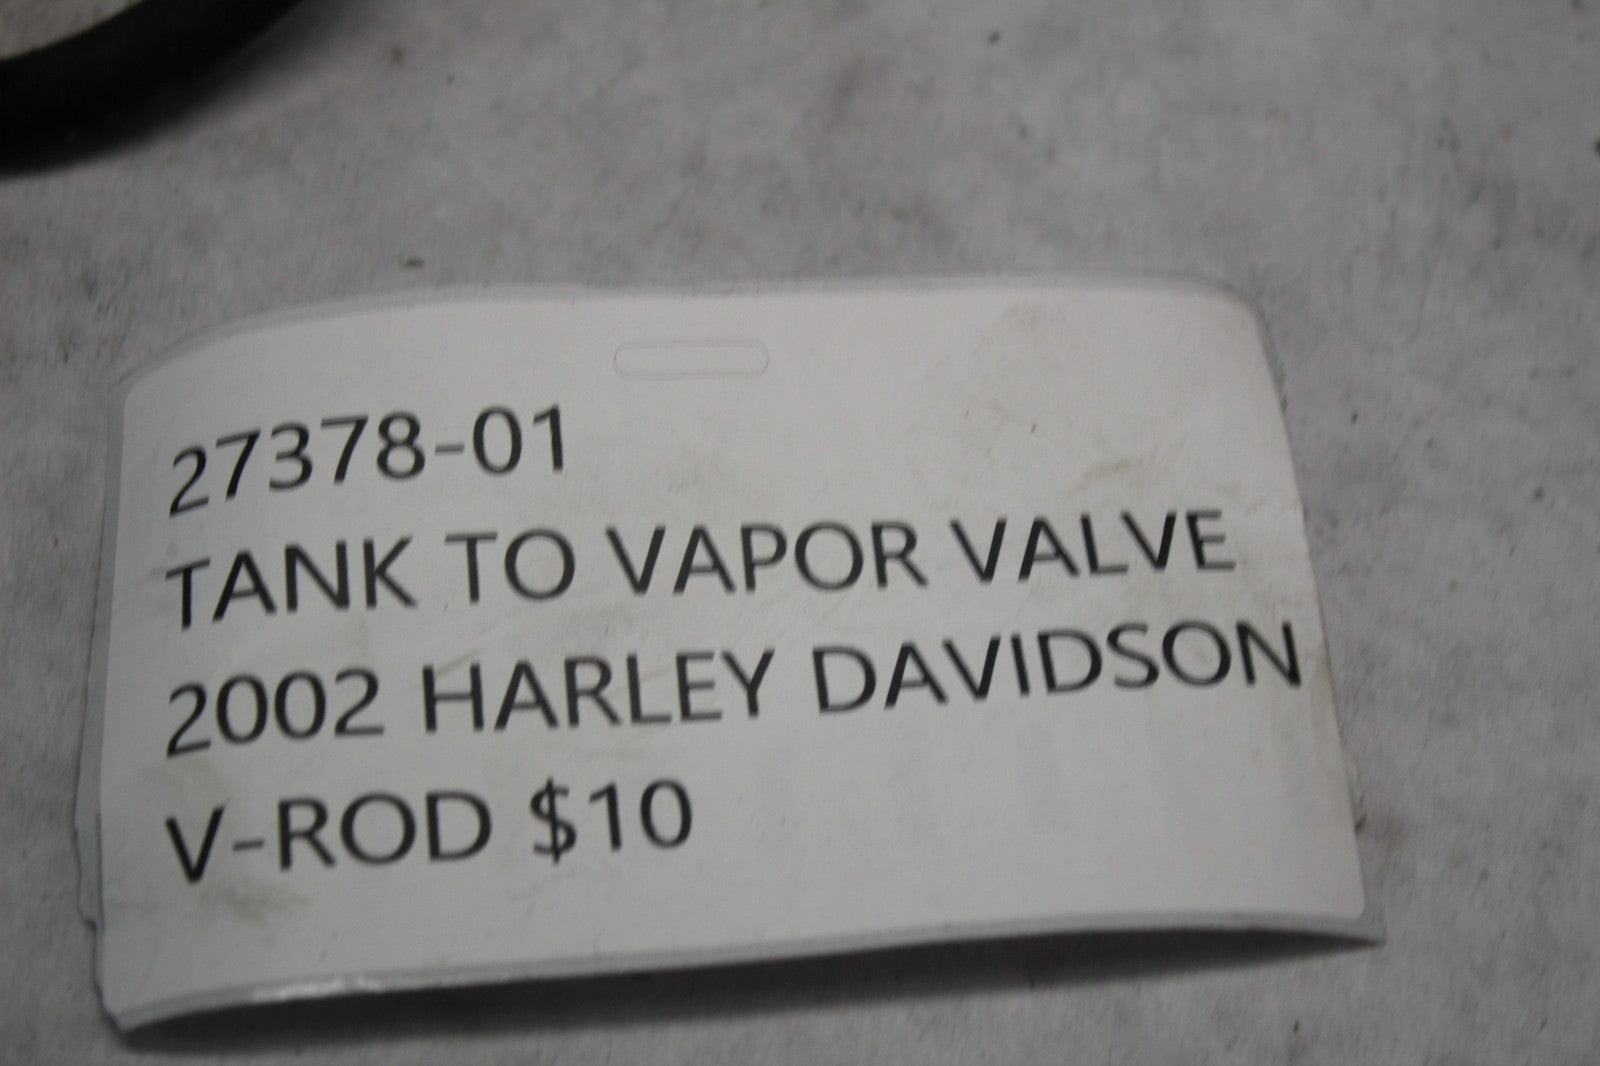 27378-01
TANK TO VAPOR VALVE
2002 HARLEY DAVIDSON
V-ROD $10